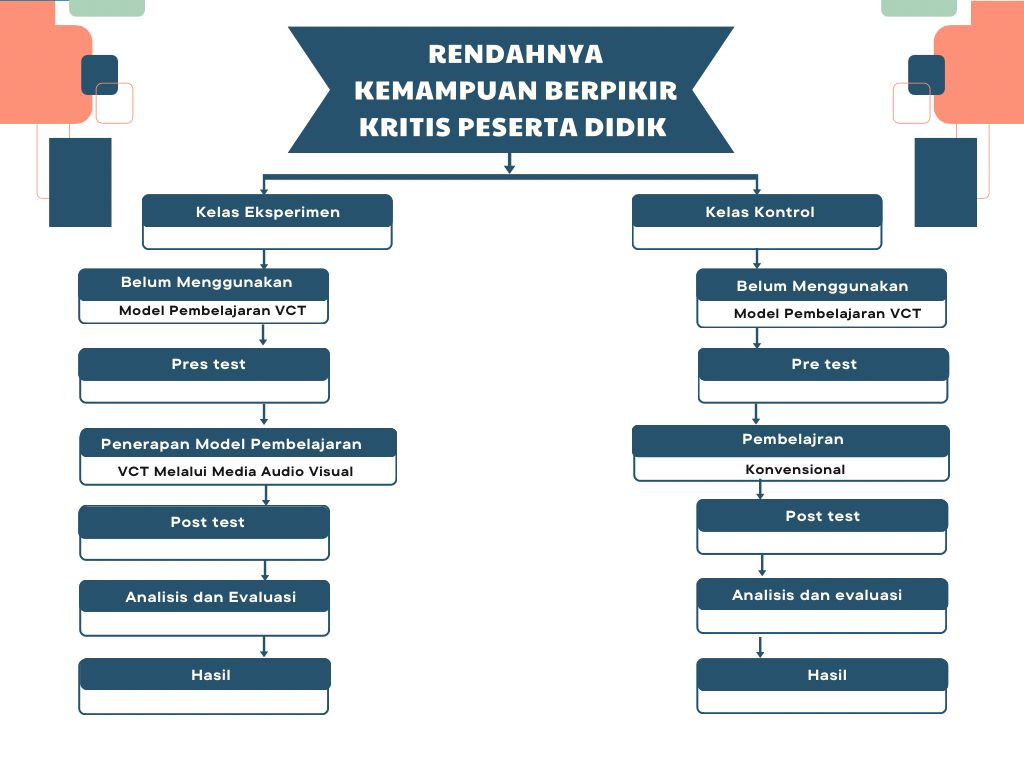 RENDAHNYA
KEMAMPUAN BERPIKIR
KRITIS PESERTA DIDIK
Kelas Eksperimen
Belum Menggunakan
Model Pembelajaran VCT
Pres test
Penerapan Model Pembelajaran
VCT Melalui Media Audio Visual
Post test
Analisis dan Evaluasi
Hasil
Kelas Kontrol
Belum Menggunakan
Model Pembelajaran VCT
Pre test
Pembelajran
Konvensional
Post test
Analisis dan evaluasi
Hasil